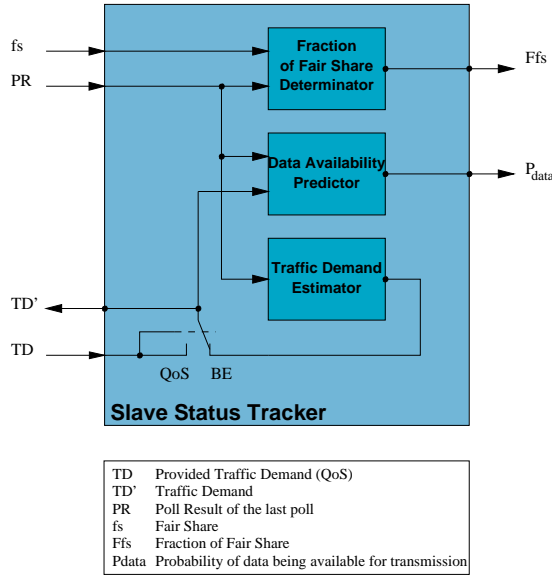 fs
Fraction
of Fair Share
Determinator
Ffs
PR
Data Availability
Predictor
Pdata
Traffic Demand
Estimator
TD'
TD
QoS BE
Slave Status Tracker
TD Provided Traffic Demand (QoS)
TD' Traffic Demand
PR Poll Result of the last poll
fs Fair Share
Ffs Fraction of Fair Share
Pdata Probability of data being available for transmission